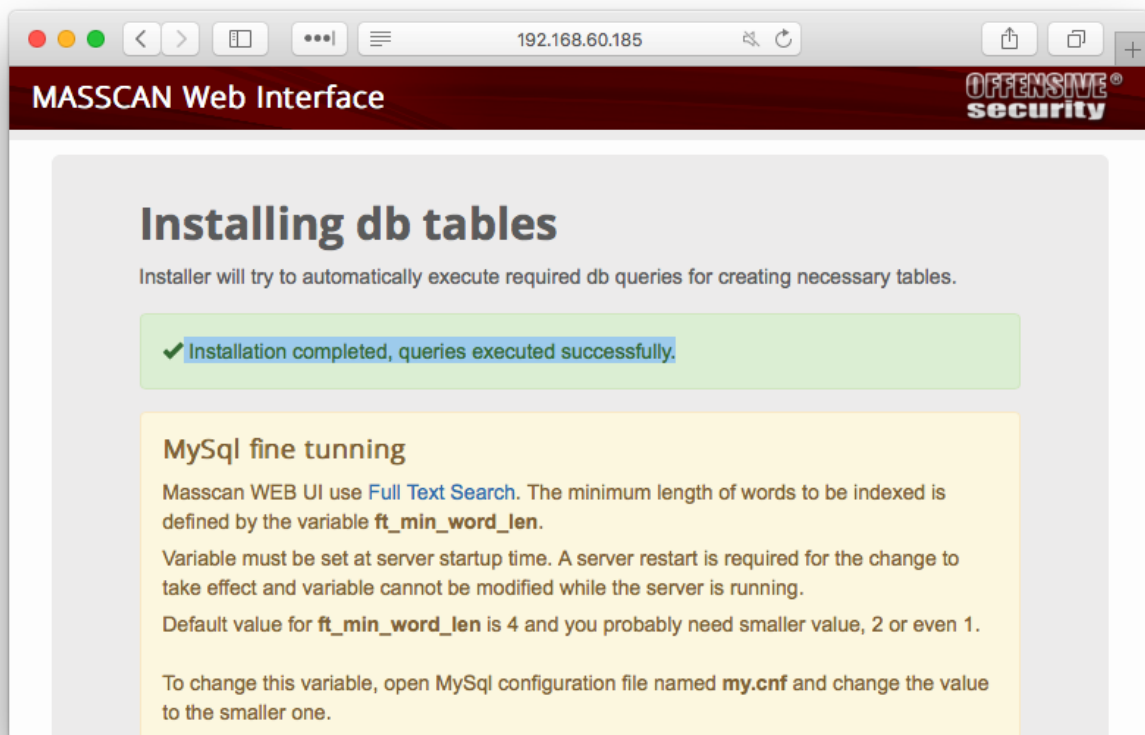 192.168.60.185
MASSCAN Web Interface
OFFENSIVE®
security
Installing db tables
Installer will try to automatically execute required db queries for creating necessary tables.
Installation completed, queries executed successfully.
MySql fine tunning
Masscan WEB UI use Full Text Search. The minimum length of words to be indexed is
defined by the variable ft_min_word_len.
Variable must be set at server startup time. A server restart is required for the change to
take effect and variable cannot be modified while the server is running.
Default value for ft_min_word_len is 4 and you probably need smaller value, 2 or even 1.
To change this variable, open MySql configuration file named my.cnf and change the value
to the smaller one.